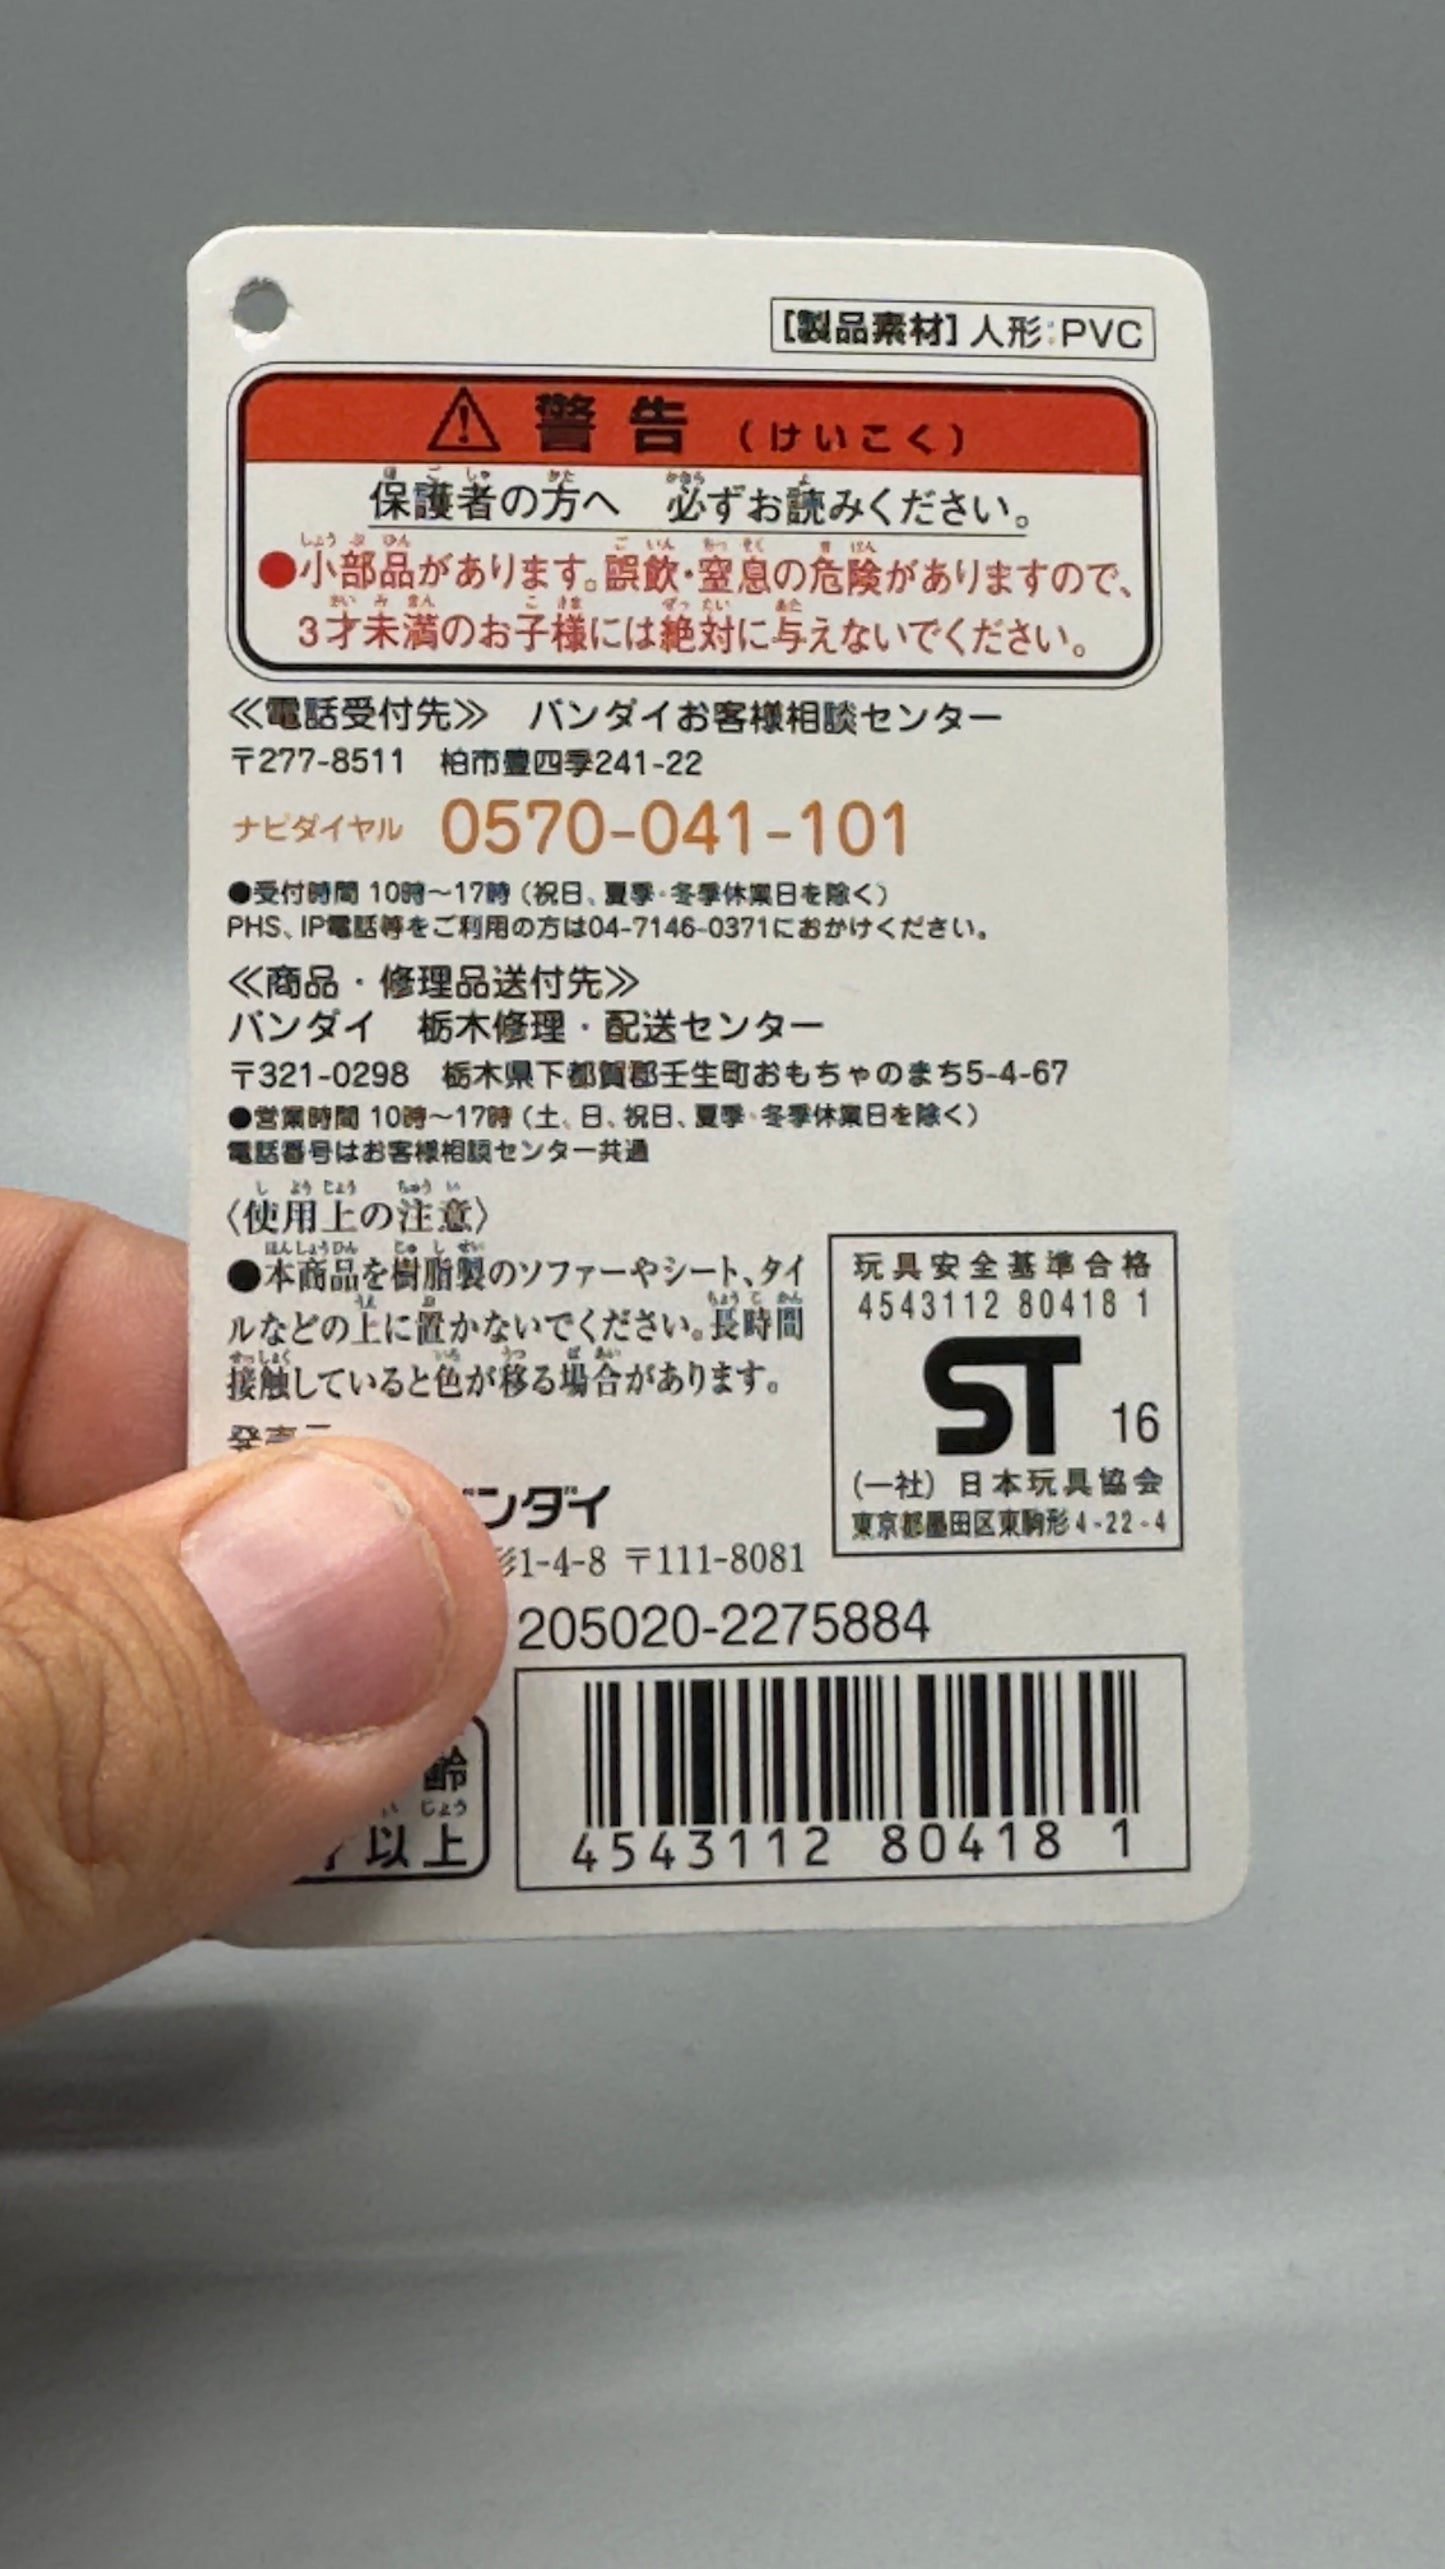 [製品素材]人形:PVC
警告(けいこく)
保護者の方へ 必ずお読みください。
●小部品があります。誤飲・窒息の危険がありますので、
3才未満のお子様には絶対に与えないでください。
≪電話受付先≫ バンダイお客様相談センター
〒277-8511 柏市豊四季241-22
ナビダイヤル 0570-041-101
●受付時間 10時~17時(祝日、夏季・冬季休業日を除く)
PHS、IP電話等をご利用の方は04-7146-0371におかけください。
≪商品・修理品送付先≫
バンダイ 栃木修理・配送センター
〒321-0298 栃木県下都賀郡壬生町おもちゃのまち5-4-67
●営業時間 10時~17時(土、日、祝日、夏季・冬季休業日を除く)
電話番号はお客様相談センター共通
〈使用上の注意〉
●本商品を樹脂製のソファーやシート、タイ
ルなどの上に置かないでください。長時間
接触していると色が移る場合があります。
発売元
ンダイ
形1-4-8 〒111-8081
205020-2275884
玩具安全基準合格
4543112 80418 1
ST 16
(一社) 日本玩具協会
東京都墨田区東駒形4-22-4
齢
以上
4543112 80418 1